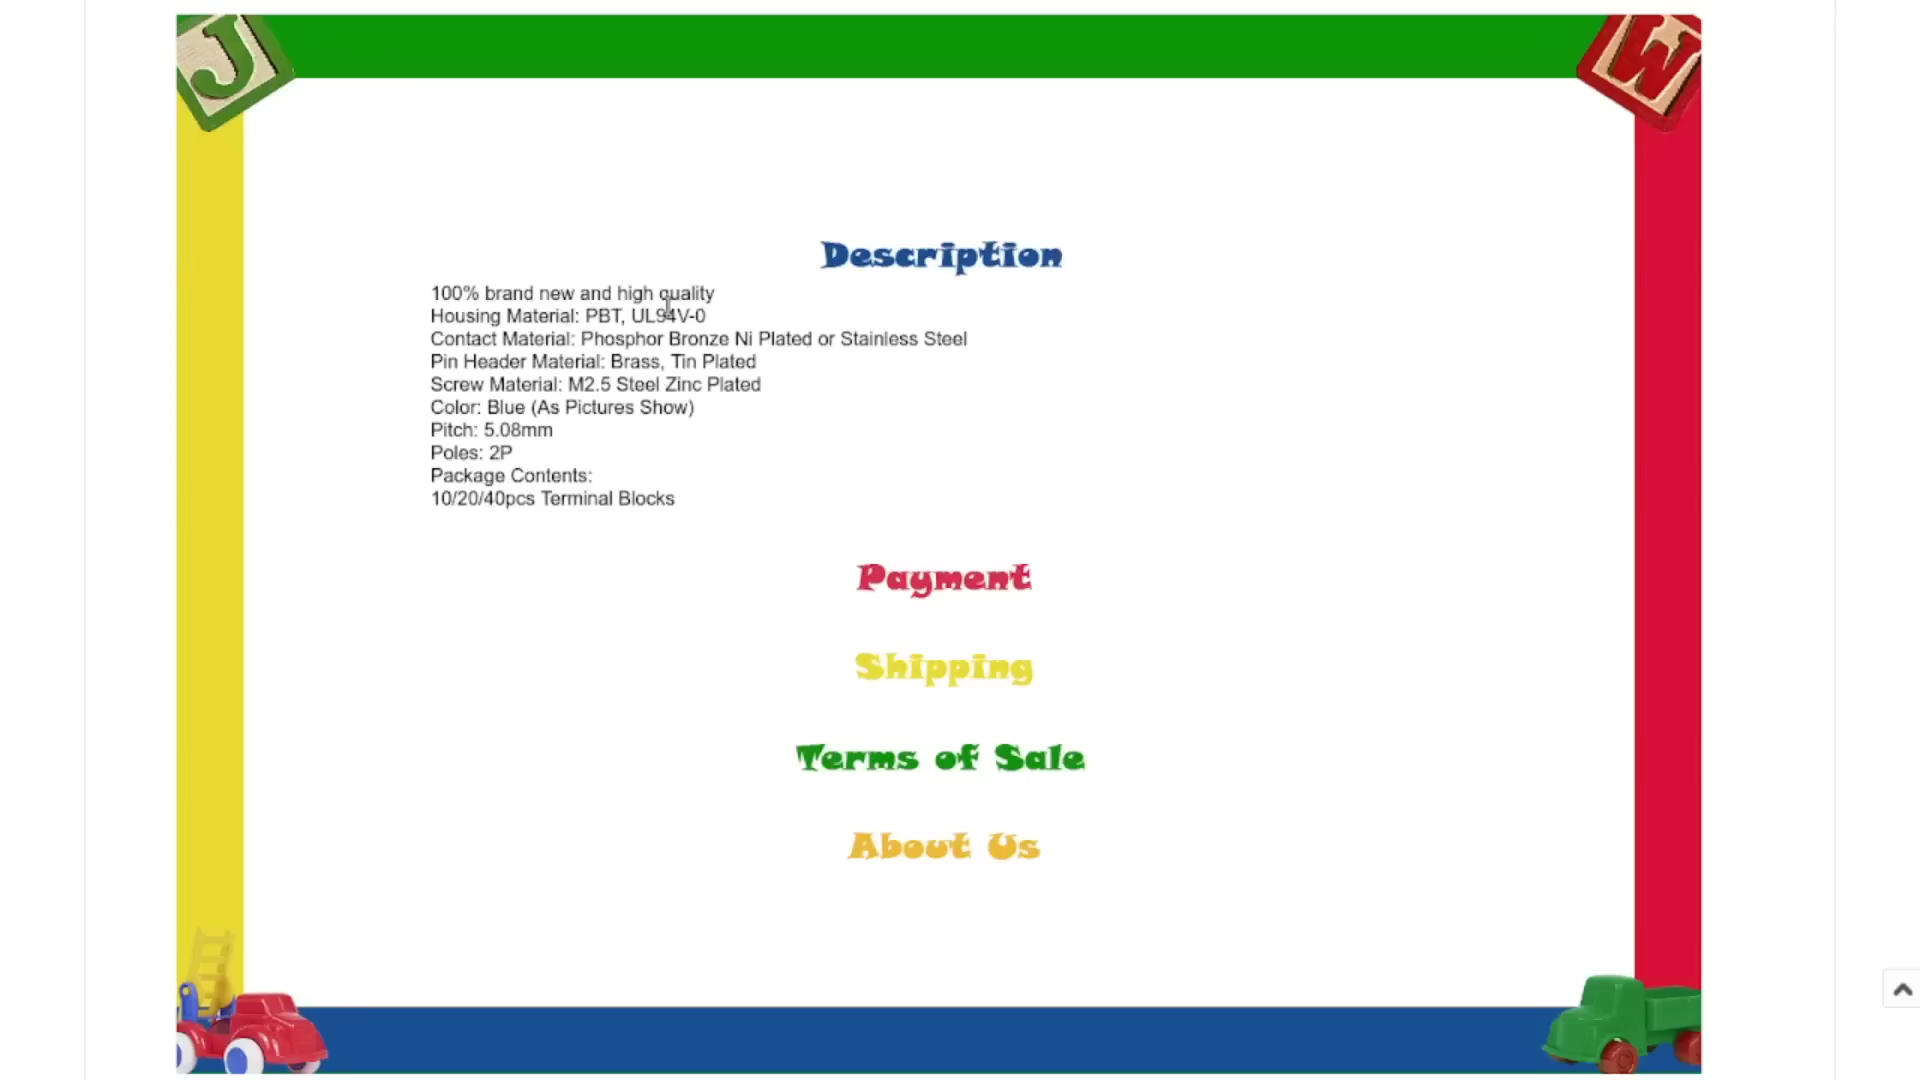 J
W
Description
100% brand new and high quality
Housing Material: PBT, UL94V-0
Contact Material: Phosphor Bronze Ni Plated or Stainless Steel
Pin Header Material: Brass, Tin Plated
Screw Material: M2.5 Steel Zinc Plated
Color: Blue (As Pictures Show)
Pitch: 5.08mm
Poles: 2P
Package Contents:
10/20/40pcs Terminal Blocks
Payment
Shipping
Terms of Sale
About Us